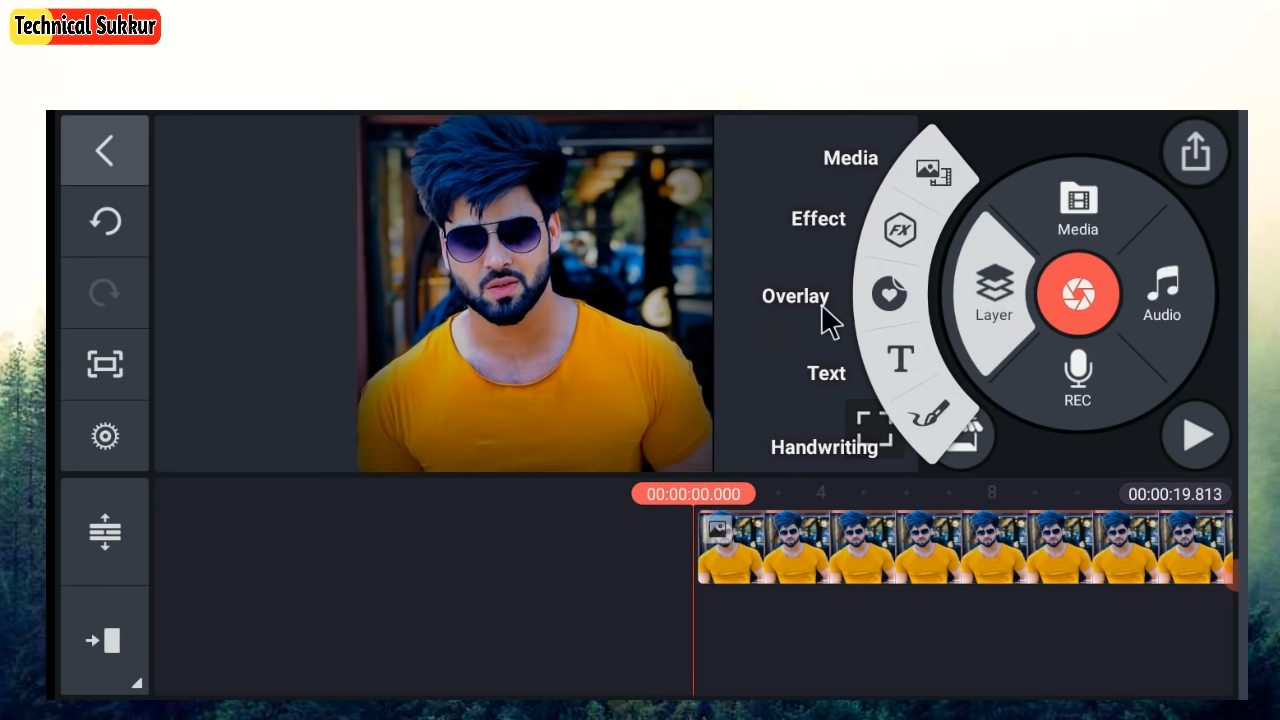 Technical Sukkur
Media
Effect
Overlay
Text
Handwriting
FX
T
Media
Layer
Audio
REC
00:00:00.000
4
8
00:00:19.813